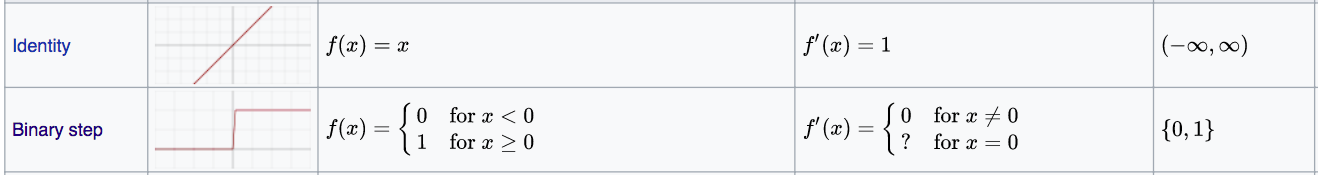 Identity f(x) = x f′(x) = 1 (−∞, ∞)
Binary step f(x) = { 0 for x < 0 f′(x) = { 0 for x ≠ 0 {0, 1}
1 for x ≥ 0 ? for x = 0